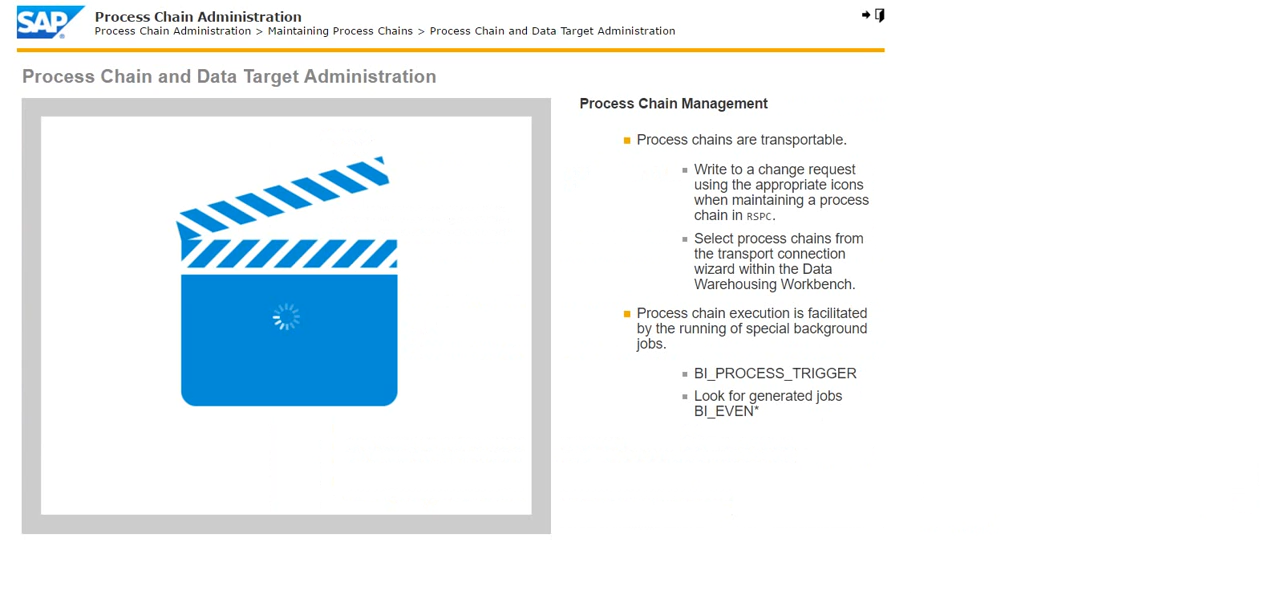 SAP®
Process Chain Administration
Process Chain Administration > Maintaining Process Chains > Process Chain and Data Target Administration
Process Chain and Data Target Administration
Process Chain Management
Process chains are transportable.
Write to a change request
using the appropriate icons
when maintaining a process
chain in RSPC.
Select process chains from
the transport connection
wizard within the Data
Warehousing Workbench.
Process chain execution is facilitated
by the running of special background
jobs.
BI_PROCESS_TRIGGER
Look for generated jobs
BI_EVEN*